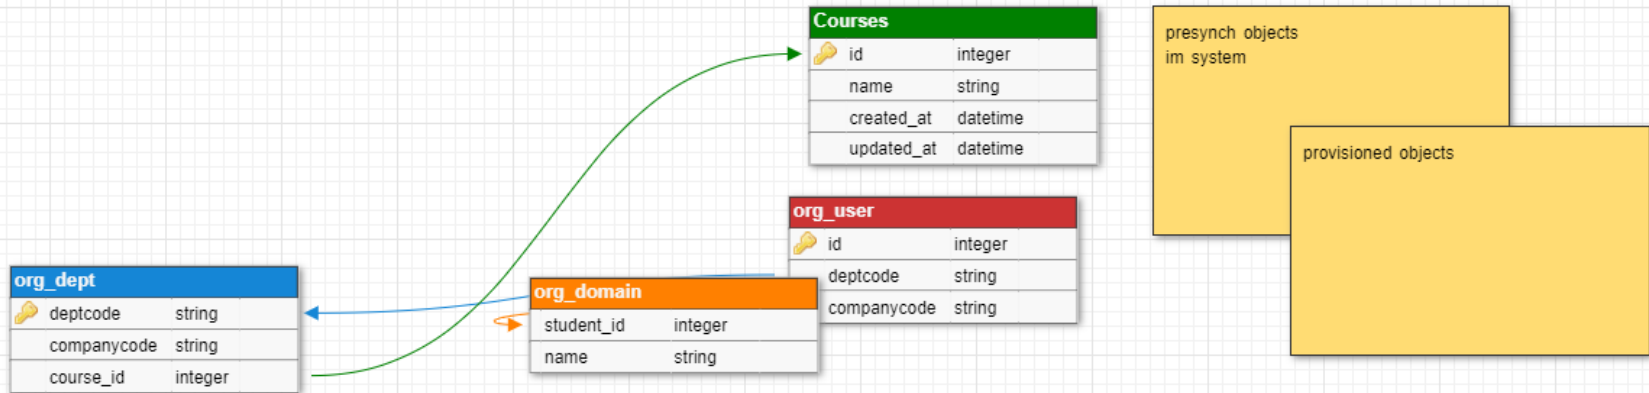 Courses
id integer
name string
created_at datetime
updated_at datetime
presynch objects
im system
provisioned objects
org_user
id integer
deptcode string
companycode string
org_dept
deptcode string
companycode string
course_id integer
org_domain
student_id integer
name string